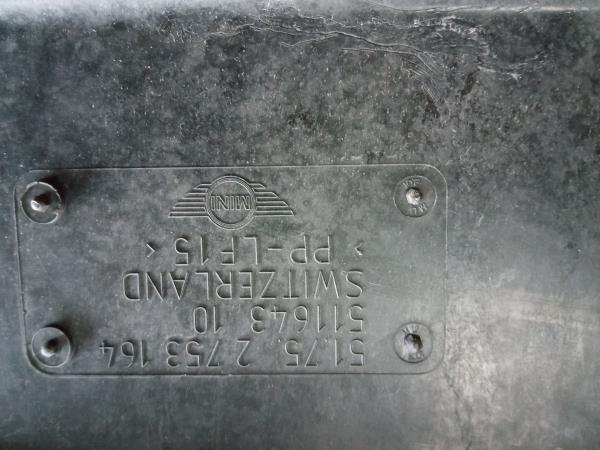 51.75. 2 753 164
511643 10
SWITZERLAND
> PP-LF15 <
MINI